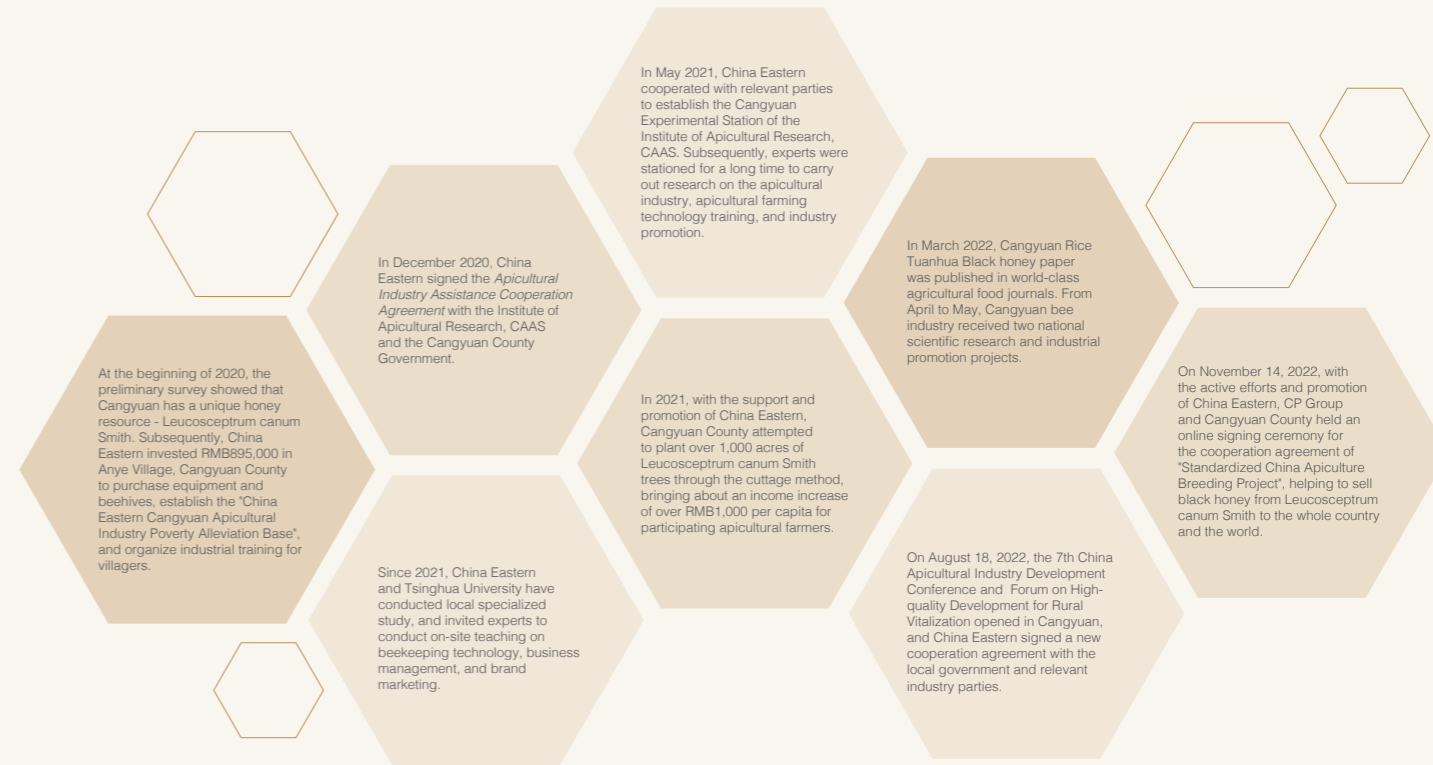 At the beginning of 2020, the
preliminary survey showed that
Cangyuan has a unique honey
resource - Leucosceptrum canum
Smith. Subsequently, China
Eastern invested RMB895,000 in
Anye Village, Cangyuan County
to purchase equipment and
beehives, establish the "China
Eastern Cangyuan Apicultural
Industry Poverty Alleviation Base",
and organize industrial training for
villagers.
In December 2020, China
Eastern signed the Apicultural
Industry Assistance Cooperation
Agreement with the Institute of
Apicultural Research, CAAS
and the Cangyuan County
Government.
Since 2021, China Eastern
and Tsinghua University have
conducted local specialized
study, and invited experts to
conduct on-site teaching on
beekeeping technology, business
management, and brand
marketing.
In May 2021, China Eastern
cooperated with relevant parties
to establish the Cangyuan
Experimental Station of the
Institute of Apicultural Research,
CAAS. Subsequently, experts were
stationed for a long time to carry
out research on the apicultural
industry, apicultural farming
technology training, and industry
promotion.
In 2021, with the support and
promotion of China Eastern,
Cangyuan County attempted
to plant over 1,000 acres of
Leucosceptrum canum Smith
trees through the cuttage method,
bringing about an income increase
of over RMB1,000 per capita for
participating apicultural farmers.
In March 2022, Cangyuan Rice
Tuanhua Black honey paper
was published in world-class
agricultural food journals. From
April to May, Cangyuan bee
industry received two national
scientific research and industrial
promotion projects.
On August 18, 2022, the 7th China
Apicultural Industry Development
Conference and Forum on High-
quality Development for Rural
Vitalization opened in Cangyuan,
and China Eastern signed a new
cooperation agreement with the
local government and relevant
industry parties.
On November 14, 2022, with
the active efforts and promotion
of China Eastern, CP Group
and Cangyuan County held an
online signing ceremony for
the cooperation agreement of
"Standardized China Apiculture
Breeding Project", helping to sell
black honey from Leucosceptrum
canum Smith to the whole country
and the world.